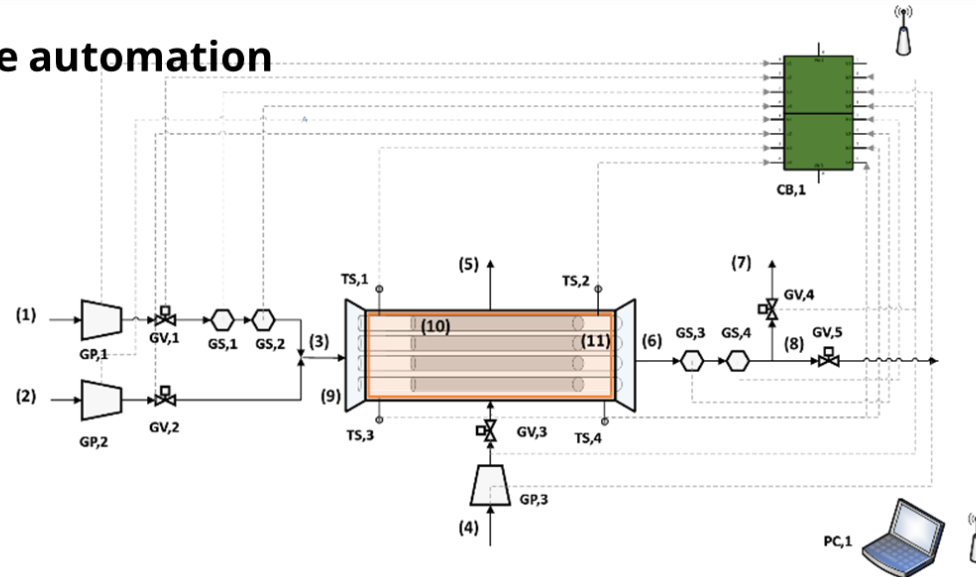 e automation
CB,1
(5)
(7)
TS,1
TS,2
GV,4
(1)
(10)
GV,1
GS,1
GS,2
(3)
(11)
(6)
GS,3
GS,4
(8)
GV,5
GP,1
(2)
(9)
GV,2
TS,3
GV,3
TS,4
GP,2
GP,3
(4)
PC,1